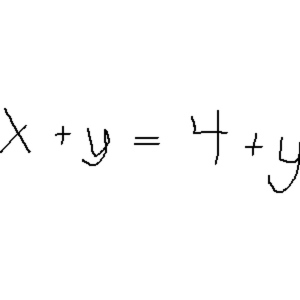 x + y = 4 + y